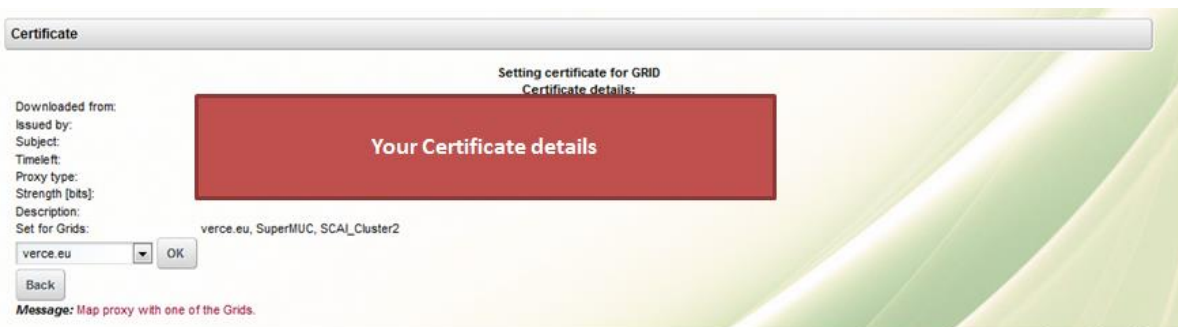 Certificate
Setting certificate for GRID
Certificate details:
Downloaded from:
Issued by:
Subject:
Timeleft:
Proxy type:
Strength [bits]:
Your Certificate details
Description:
Set for Grids: verce.eu, SuperMUC, SCAI_Cluster2
verce.eu OK
Back
Message: Map proxy with one of the Grids.